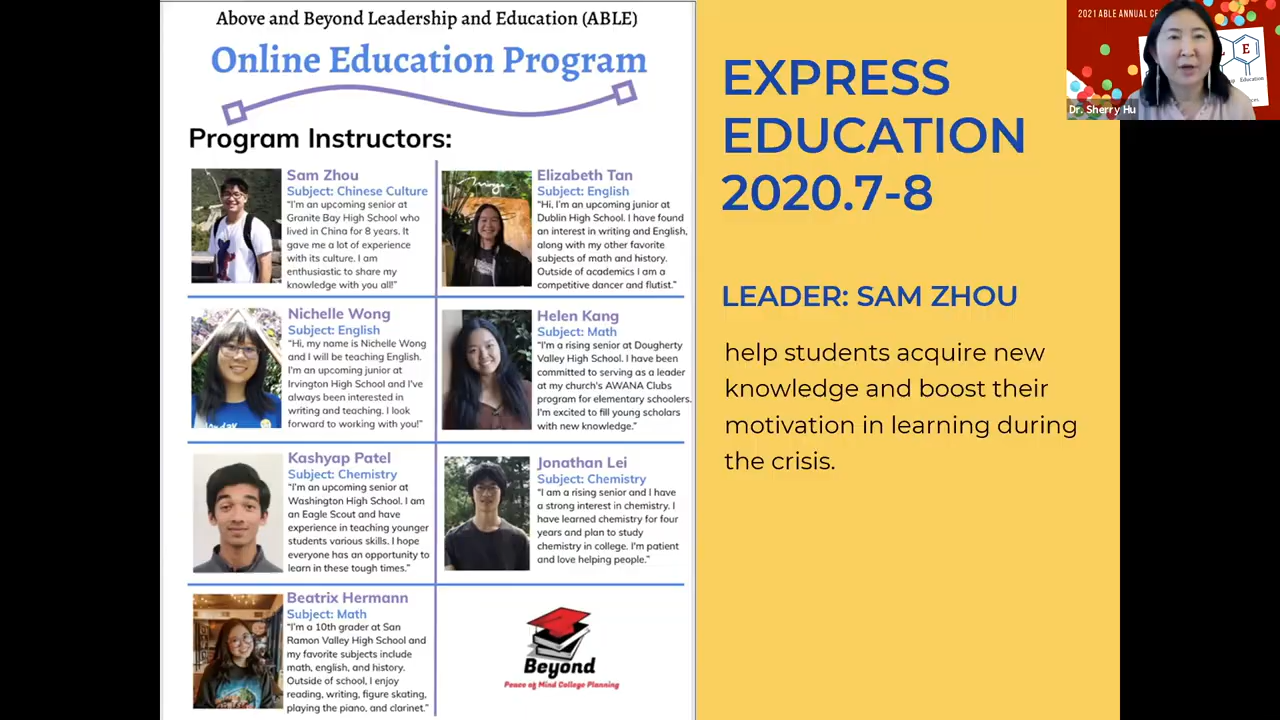 Above and Beyond Leadership and Education (ABLE)
Online Education Program
Program Instructors:
Sam Zhou
Subject: Chinese Culture
“I’m an upcoming senior at
Granite Bay High School who
lived in China for 8 years. It
gave me a lot of experience
with its culture. I am
enthusiastic to share my
knowledge with you all!”
Elizabeth Tan
Subject: English
“Hi, I’m an upcoming junior at
Dublin High School. I have found
an interest in writing and English,
along with my other favorite
subjects of math and history.
Outside of academics I am a
competitive dancer and flutist.”
Nichelle Wong
Subject: English
“Hi, my name is Nichelle Wong
and I will be teaching English.
I’m an upcoming junior at
Irvington High School and I've
always been interested in
writing and teaching. I look
forward to working with you!”
Helen Kang
Subject: Math
“I’m a rising senior at Dougherty
Valley High School. I have been
committed to serving as a leader
at my church's AWANA Clubs
program for elementary schoolers.
I'm excited to fill young scholars
with new knowledge.”
Kashyap Patel
Subject: Chemistry
“I’m an upcoming senior at
Washington High School. I am
an Eagle Scout and have
experience in teaching younger
students various skills. I hope
everyone has an opportunity to
learn in these tough times.”
Jonathan Lei
Subject: Chemistry
“I am a rising senior and I have
a strong interest in chemistry. I
have learned chemistry for four
years and plan to study
chemistry in college. I'm patient
and love helping people.”
Beatrix Hermann
Subject: Math
“I’m a 10th grader at San
Ramon Valley High School and
my favorite subjects include
math, english, and history.
Outside of school, I enjoy
reading, writing, figure skating,
playing the piano, and clarinet.”
Beyond
Peace of Mind College Planning
EXPRESS
EDUCATION
2020.7-8
LEADER: SAM ZHOU
help students acquire new
knowledge and boost their
motivation in learning during
the crisis.
2021 ABLE ANNUAL
E
Education
Dr. Sherry Hu